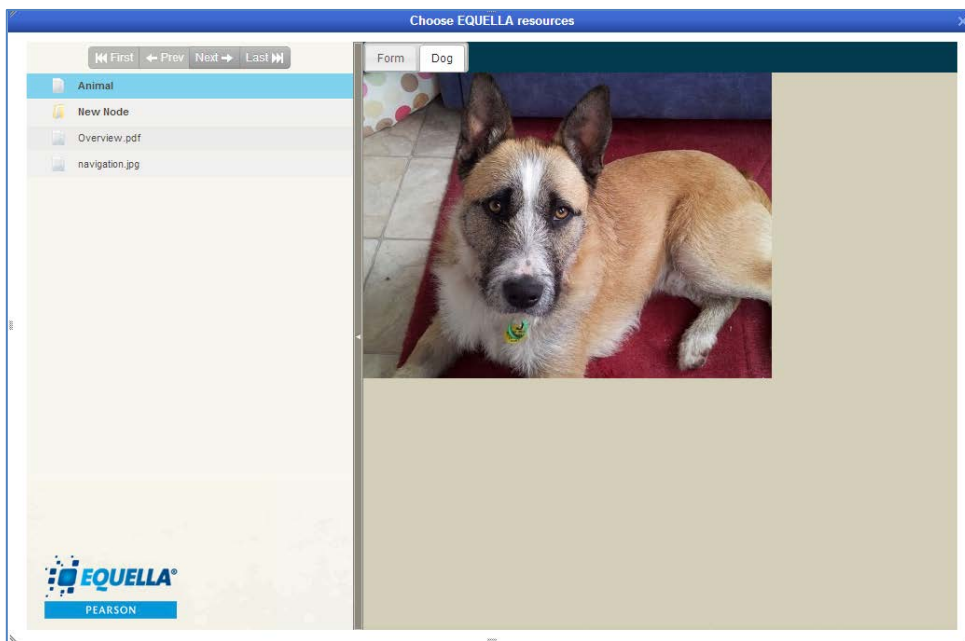 Choose EQUELLA resources
First Prev Next Last
Form Dog
Animal
New Node
Overview.pdf
navigation.jpg
EQUELLA®
PEARSON